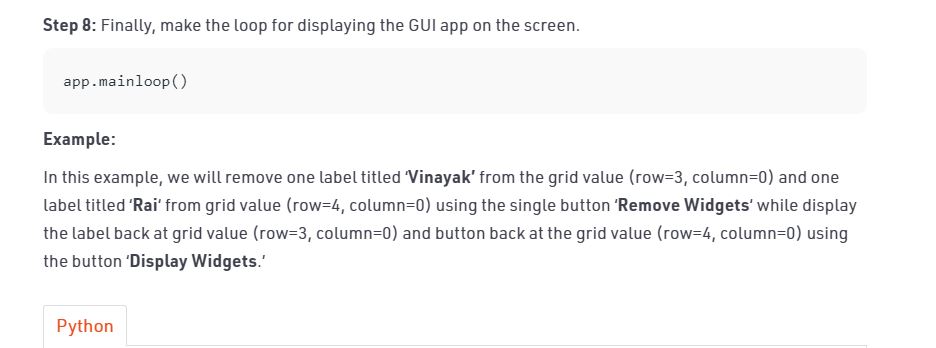 Step 8: Finally, make the loop for displaying the GUI app on the screen.
app.mainloop()
Example:
In this example, we will remove one label titled ‘Vinayak’ from the grid value (row=3, column=0) and one
label titled ‘Rai‘ from grid value (row=4, column=0) using the single button ‘Remove Widgets‘ while display
the label back at grid value (row=3, column=0) and button back at the grid value (row=4, column=0) using
the button ‘Display Widgets.’
Python